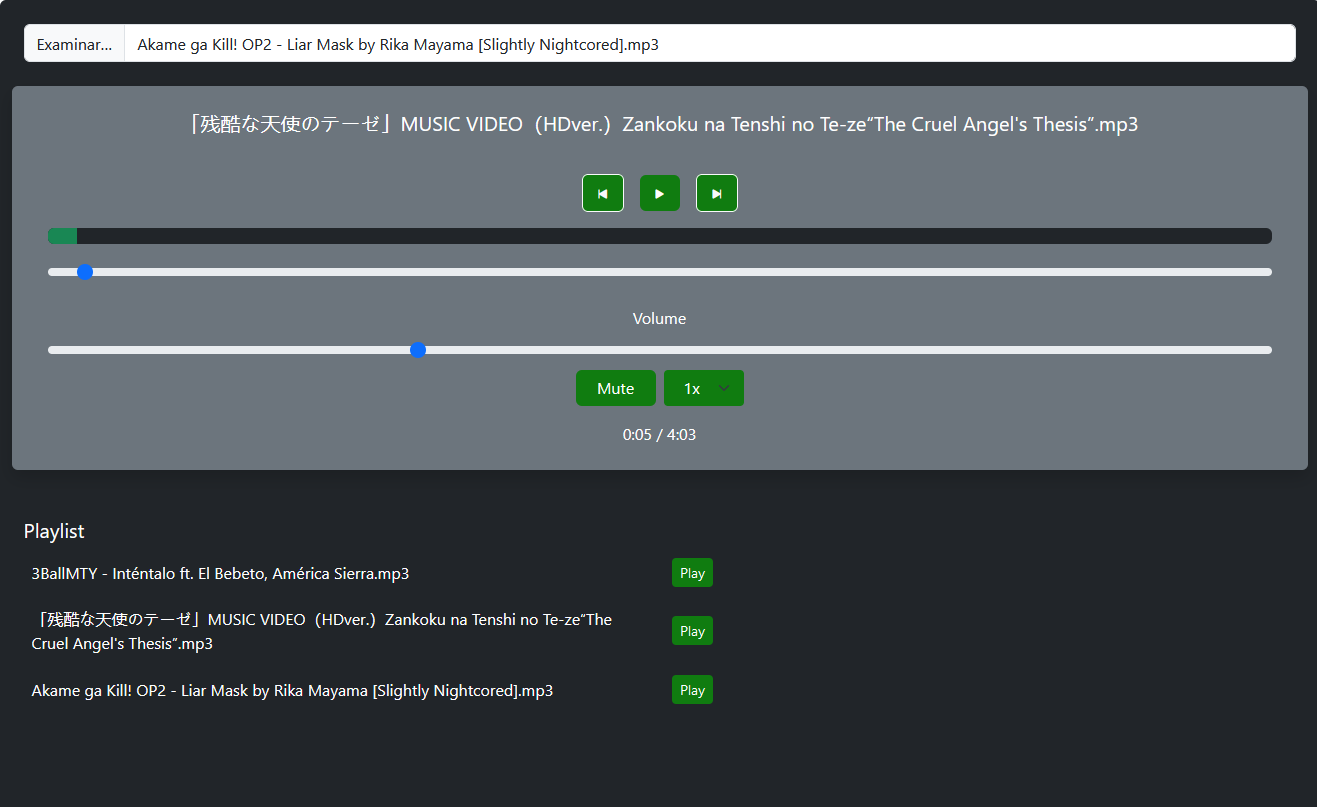 Examinar... Akame ga Kill! OP2 - Liar Mask by Rika Mayama [Slightly Nightcored].mp3
「残酷な天使のテーゼ」MUSIC VIDEO（HDver.）Zankoku na Tenshi no Te-ze“The Cruel Angel's Thesis”.mp3
Volume
Mute 1x
0:05 / 4:03
Playlist
3BallMTY - Inténtalo ft. El Bebeto, América Sierra.mp3 Play
「残酷な天使のテーゼ」MUSIC VIDEO（HDver.）Zankoku na Tenshi no Te-ze“The
Cruel Angel's Thesis”.mp3 Play
Akame ga Kill! OP2 - Liar Mask by Rika Mayama [Slightly Nightcored].mp3 Play